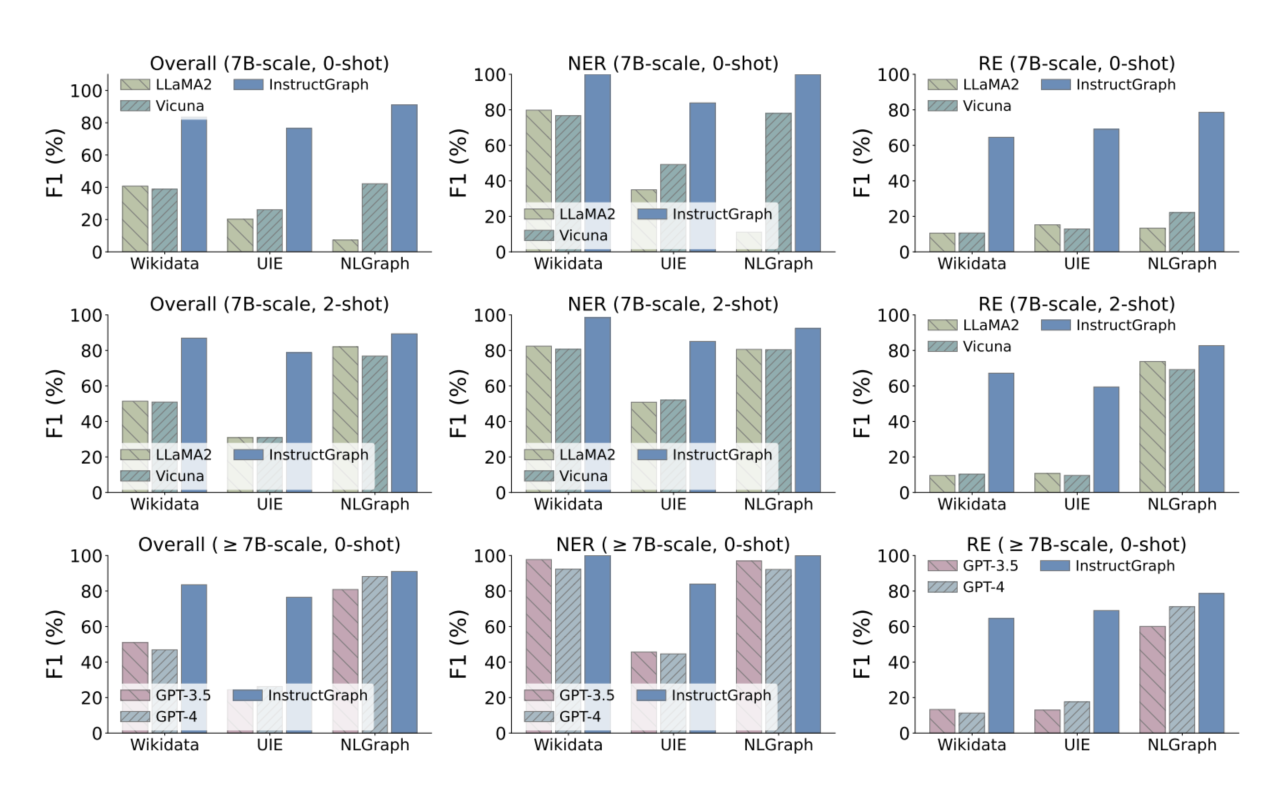 Overall (7B-scale, 0-shot)
F1 (%)
100
80
60
40
20
0
LLaMA2
InstructGraph
Vicuna
Wikidata
UIE
NLGraph
NER (7B-scale, 0-shot)
F1 (%)
100
80
60
40
20
0
LLaMA2
InstructGraph
Vicuna
Wikidata
UIE
NLGraph
RE (7B-scale, 0-shot)
F1 (%)
100
80
60
40
20
0
LLaMA2
InstructGraph
Vicuna
Wikidata
UIE
NLGraph
Overall (7B-scale, 2-shot)
F1 (%)
100
80
60
40
20
0
LLaMA2
InstructGraph
Vicuna
Wikidata
UIE
NLGraph
NER (7B-scale, 2-shot)
F1 (%)
100
80
60
40
20
0
LLaMA2
InstructGraph
Vicuna
Wikidata
UIE
NLGraph
RE (7B-scale, 2-shot)
F1 (%)
100
80
60
40
20
0
LLaMA2
InstructGraph
Vicuna
Wikidata
UIE
NLGraph
Overall ( ≥ 7B-scale, 0-shot)
F1 (%)
100
80
60
40
20
0
GPT-3.5
InstructGraph
GPT-4
Wikidata
UIE
NLGraph
NER ( ≥ 7B-scale, 0-shot)
F1 (%)
100
80
60
40
20
0
GPT-3.5
InstructGraph
GPT-4
Wikidata
UIE
NLGraph
RE ( ≥ 7B-scale, 0-shot)
F1 (%)
100
80
60
40
20
0
GPT-3.5
InstructGraph
GPT-4
Wikidata
UIE
NLGraph